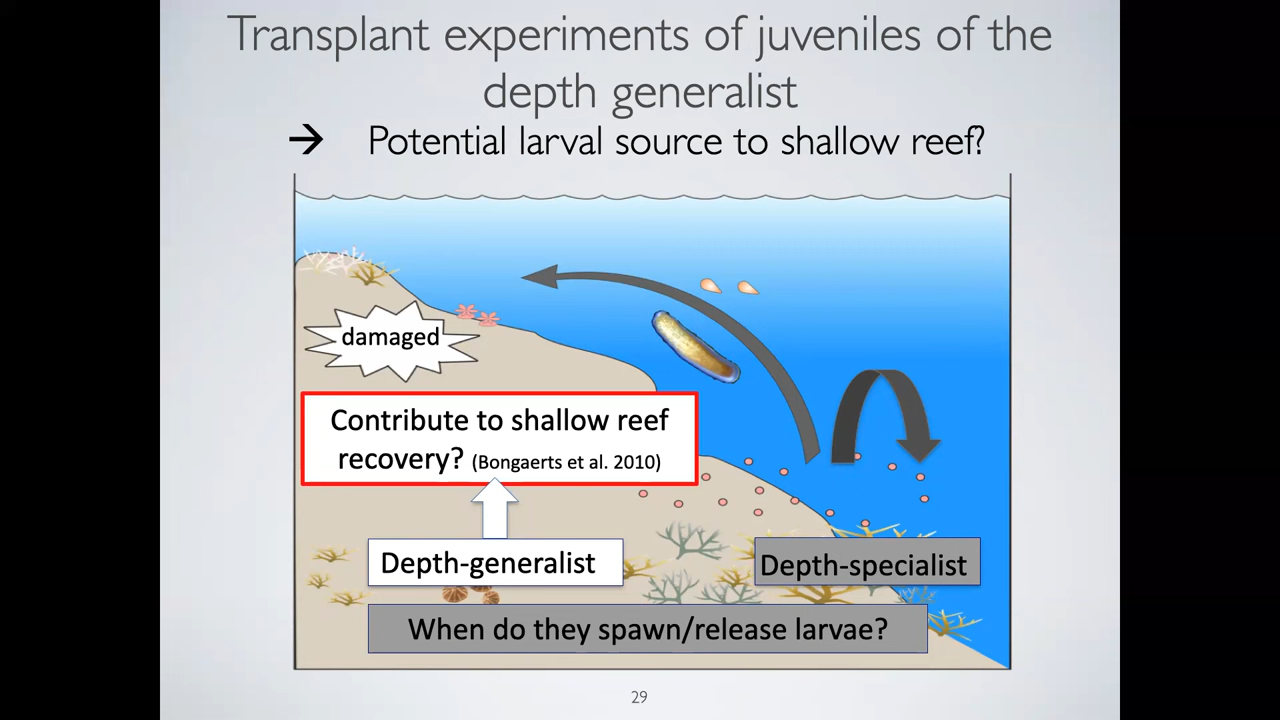 Transplant experiments of juveniles of the
depth generalist
→ Potential larval source to shallow reef?
damaged
Contribute to shallow reef
recovery? (Bongaerts et al. 2010)
Depth-generalist
Depth-specialist
When do they spawn/release larvae?
29